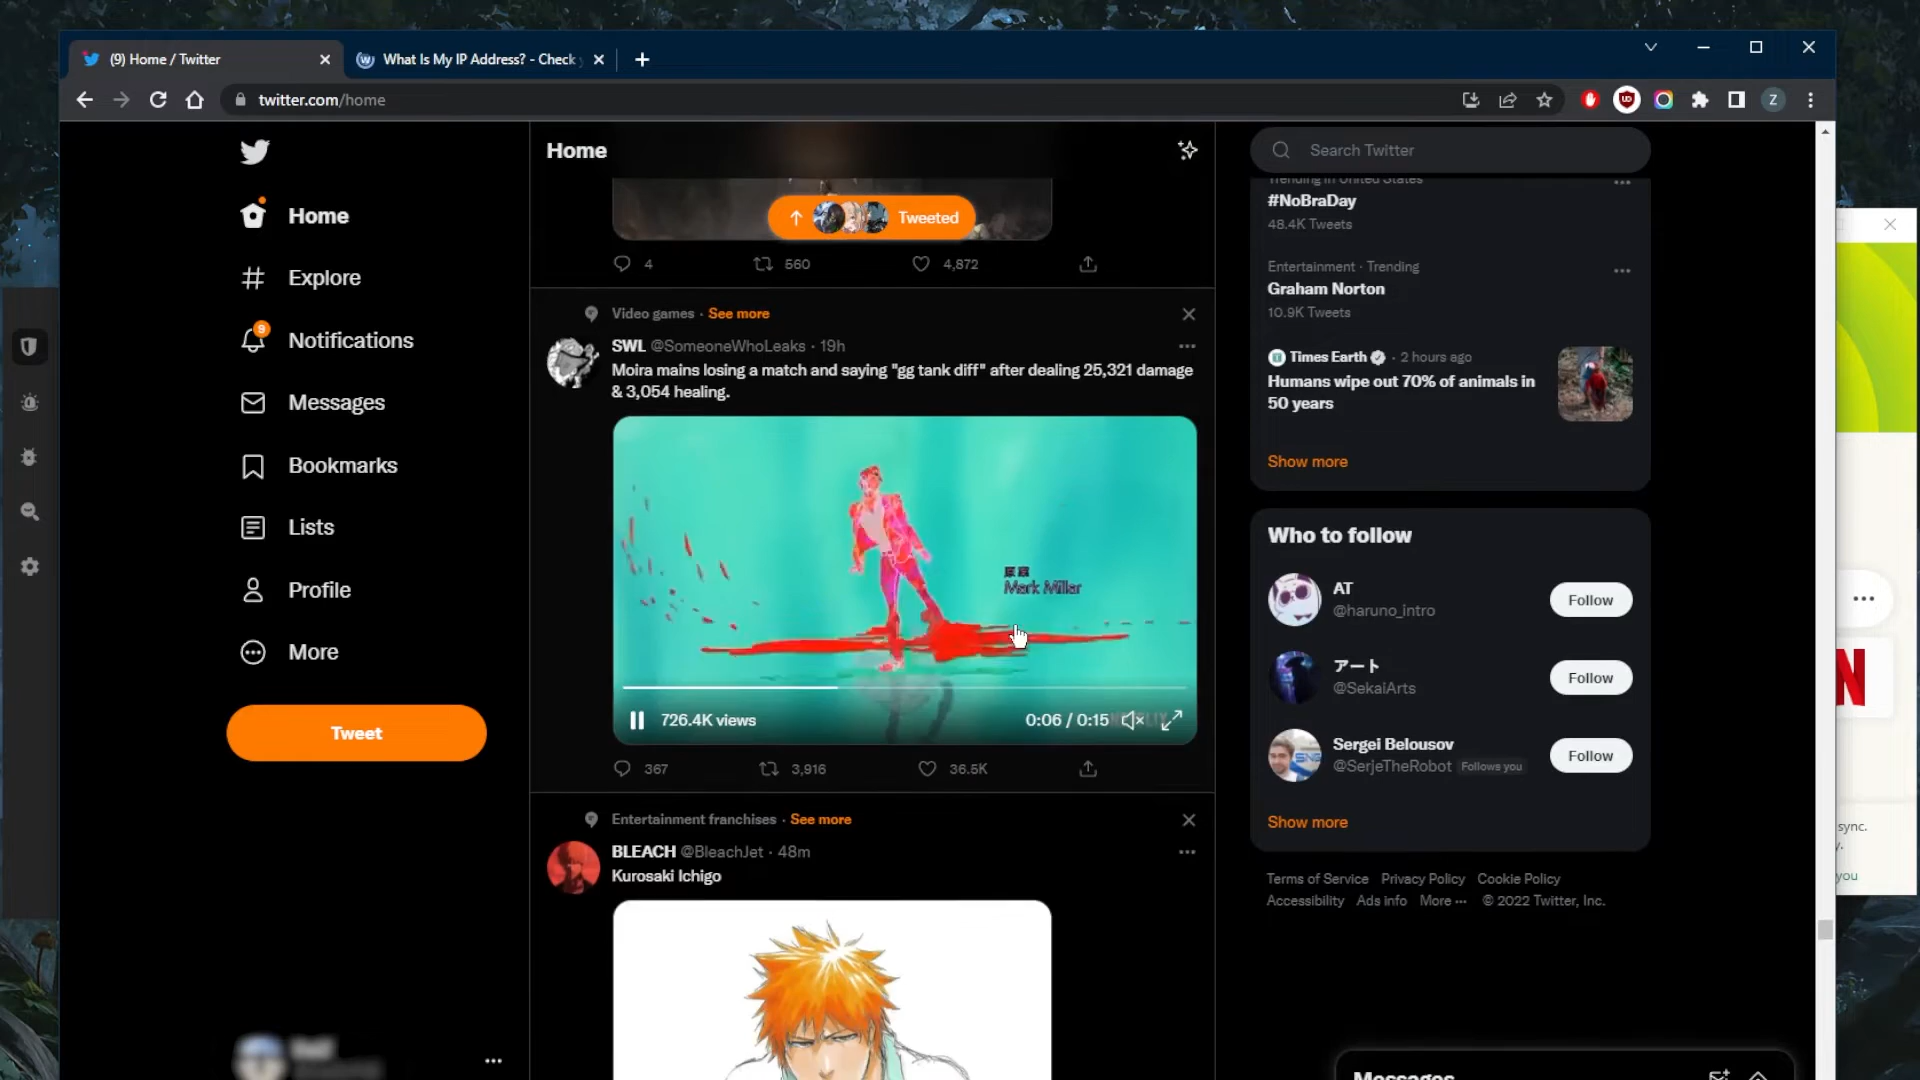 (9) Home / Twitter
What Is My IP Address? - Check
twitter.com/home
Z
Home
Explore
9
Notifications
Messages
Bookmarks
Lists
Profile
More
Tweet
Home
Tweeted
4
560
4,872
Video games · See more
SWL @SomeoneWhoLeaks · 19h
Moira mains losing a match and saying "gg tank diff" after dealing 25,321 damage
& 3,054 healing.
Mark Millar
726.4K views
0:06 / 0:15
367
3,916
36.5K
Entertainment franchises · See more
BLEACH @BleachJet · 48m
Kurosaki Ichigo
Search Twitter
Trending in United States
#NoBraDay
48.4K Tweets
Entertainment · Trending
Graham Norton
10.9K Tweets
Times Earth · 2 hours ago
Humans wipe out 70% of animals in
50 years
Show more
Who to follow
AT
@haruno_intro
Follow
アート
@SekaiArts
Follow
Sergei Belousov
@SerjeTheRobot Follows you
Follow
Show more
Terms of Service Privacy Policy Cookie Policy
Accessibility Ads info More ··· © 2022 Twitter, Inc.
Messages
N
sync.
y.
you